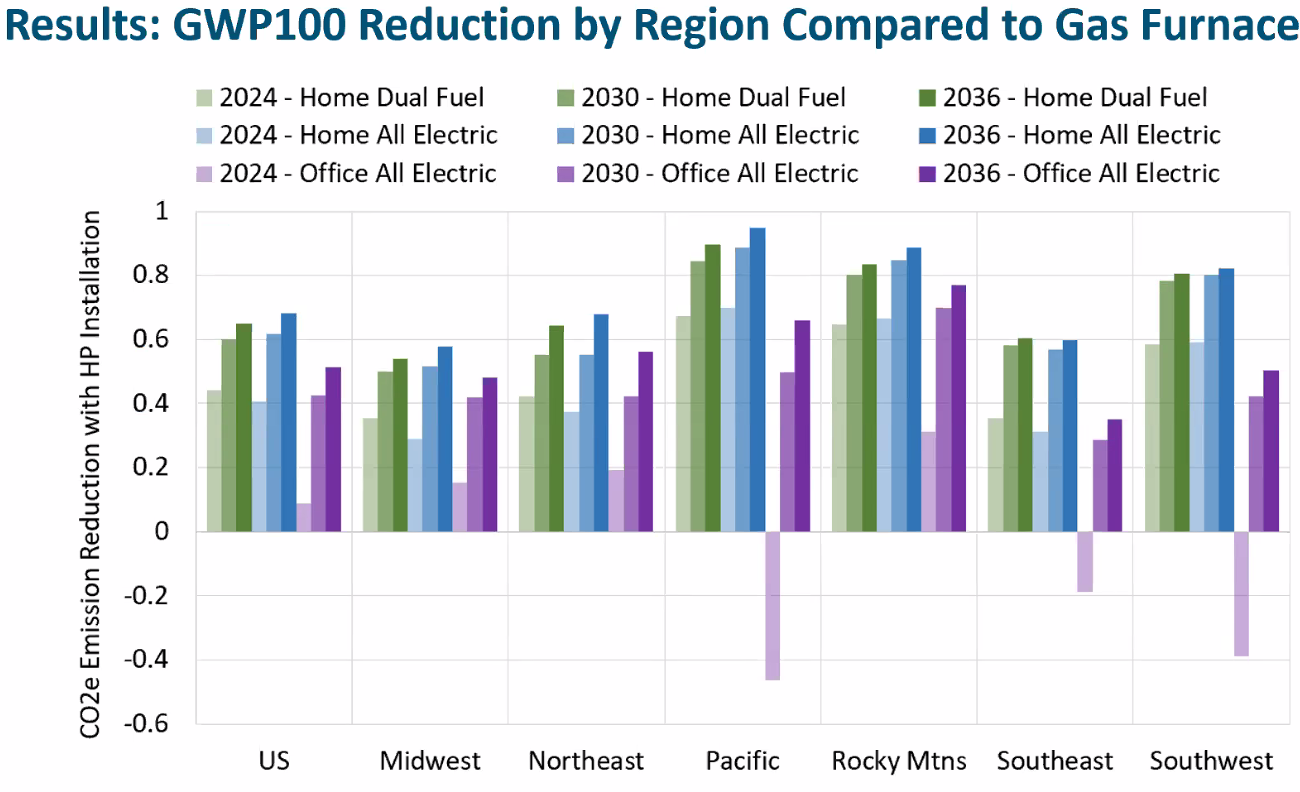 Results: GWP100 Reduction by Region Compared to Gas Furnace
2024 - Home Dual Fuel 2030 - Home Dual Fuel 2036 - Home Dual Fuel
2024 - Home All Electric 2030 - Home All Electric 2036 - Home All Electric
2024 - Office All Electric 2030 - Office All Electric 2036 - Office All Electric
CO2e Emission Reduction with HP Installation
1
0.8
0.6
0.4
0.2
0
-0.2
-0.4
-0.6
US Midwest Northeast Pacific Rocky Mtns Southeast Southwest